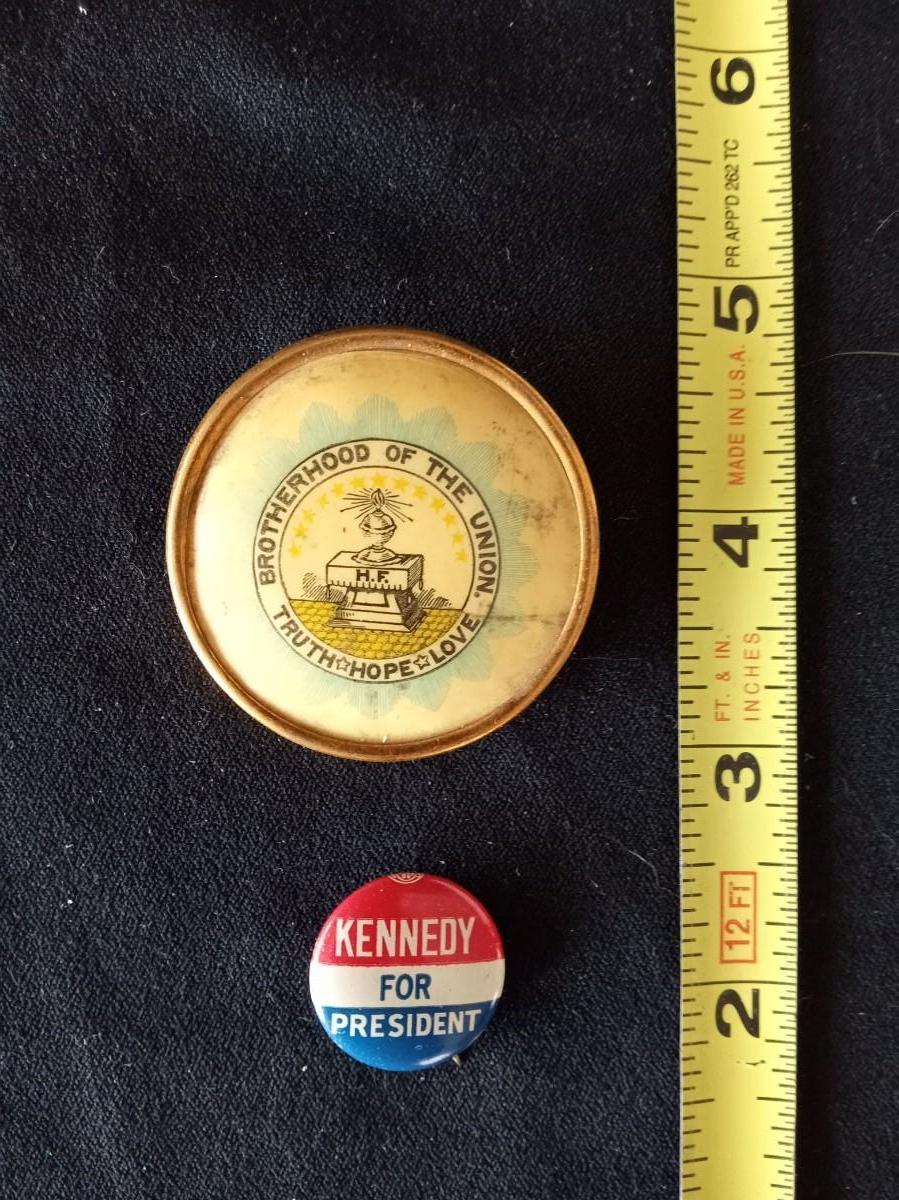 BROTHERHOOD OF THE UNION.
H.F.
TRUTH☆HOPE☆LOVE
KENNEDY
FOR
PRESIDENT
6
PR APP'D 262 TC
5
MADE IN U.S.A.
4
FT. & IN.
INCHES
3
12 FT
2